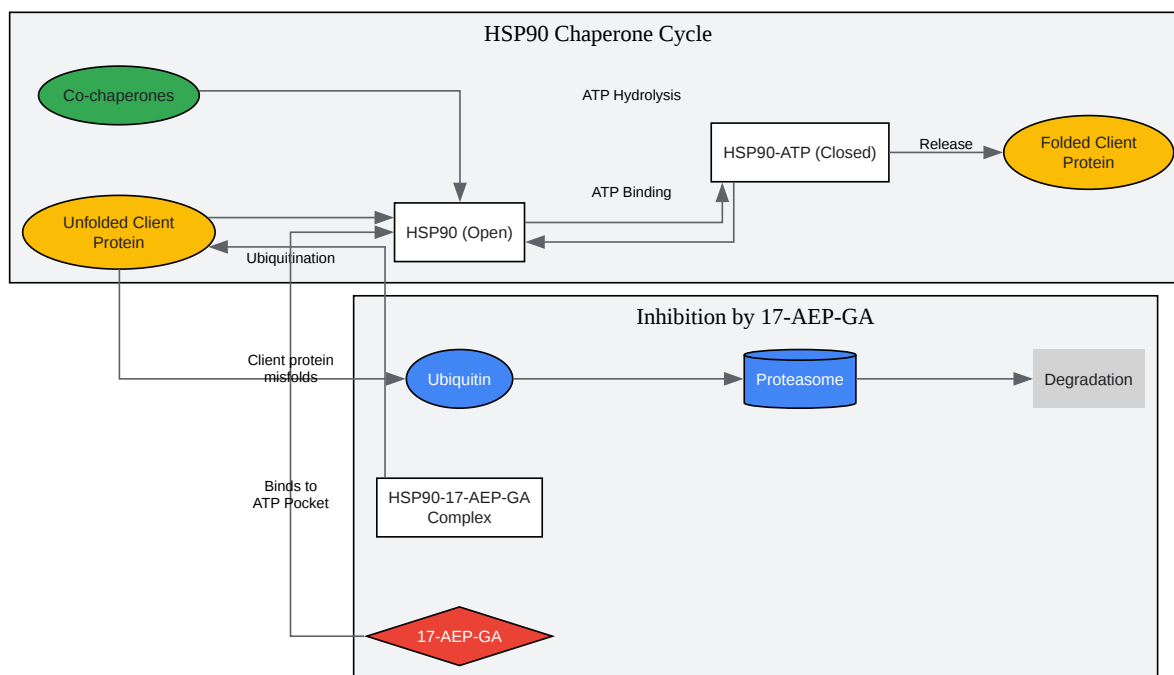 HSP90 Chaperone Cycle
Co-chaperones
ATP Hydrolysis
HSP90-ATP (Closed)
Release
Folded Client
Protein
ATP Binding
Unfolded Client
Protein
HSP90 (Open)
Ubiquitination
Inhibition by 17-AEP-GA
Client protein
misfolds
Ubiquitin
Proteasome
Degradation
Binds to
ATP Pocket
HSP90-17-AEP-GA
Complex
17-AEP-GA